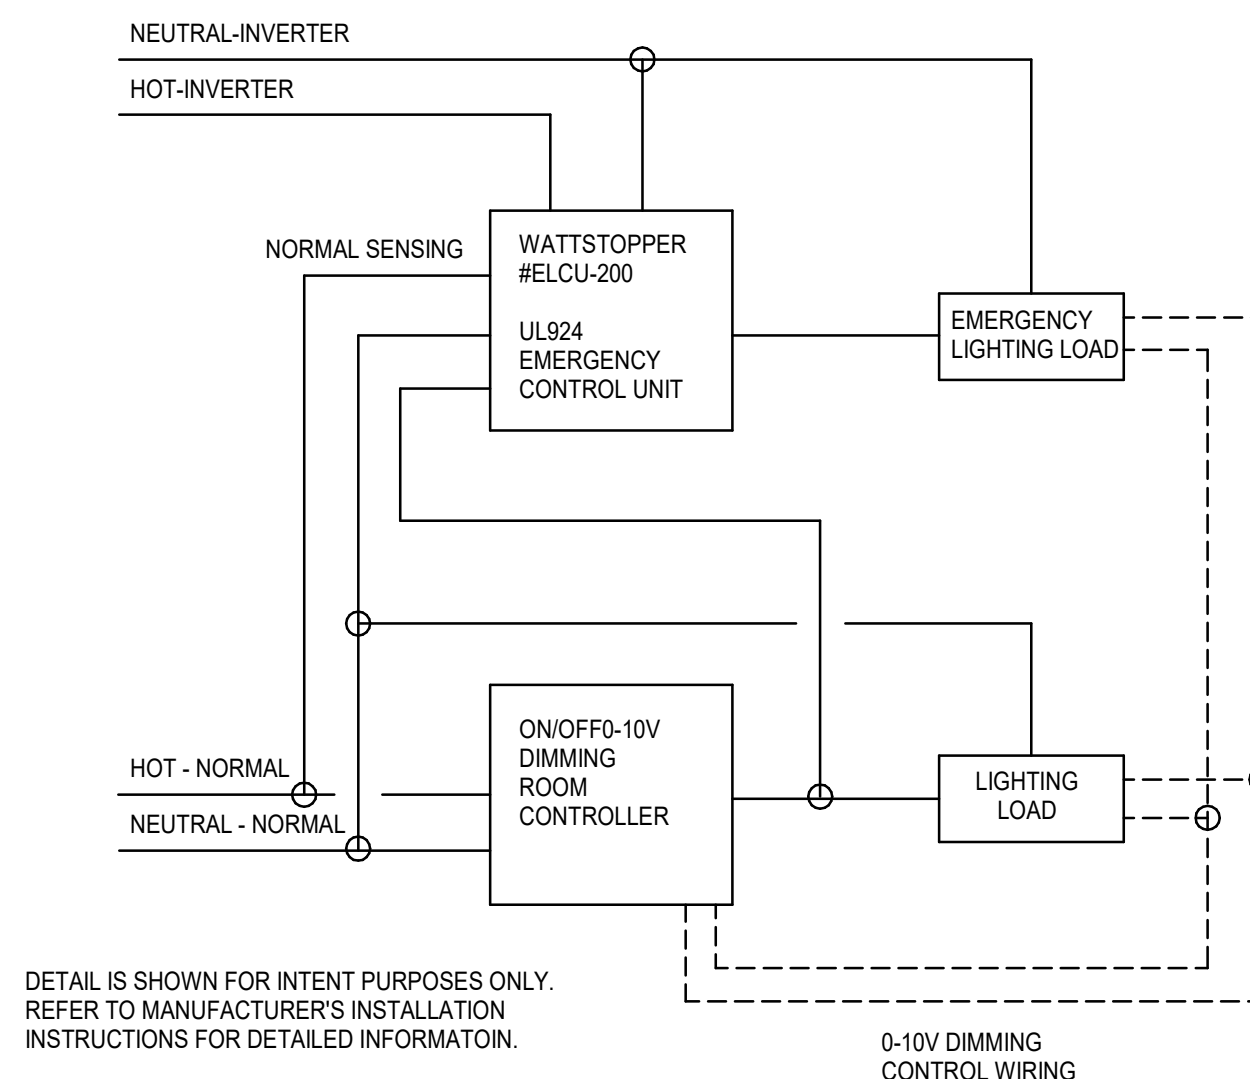 NEUTRAL-INVERTER
HOT-INVERTER
NORMAL SENSING
WATTSTOPPER
#ELCU-200
UL924
EMERGENCY
CONTROL UNIT
EMERGENCY
LIGHTING LOAD
HOT - NORMAL
NEUTRAL - NORMAL
ON/OFF0-10V
DIMMING
ROOM
CONTROLLER
LIGHTING
LOAD
DETAIL IS SHOWN FOR INTENT PURPOSES ONLY.
REFER TO MANUFACTURER'S INSTALLATION
INSTRUCTIONS FOR DETAILED INFORMATOIN.
0-10V DIMMING
CONTROL WIRING